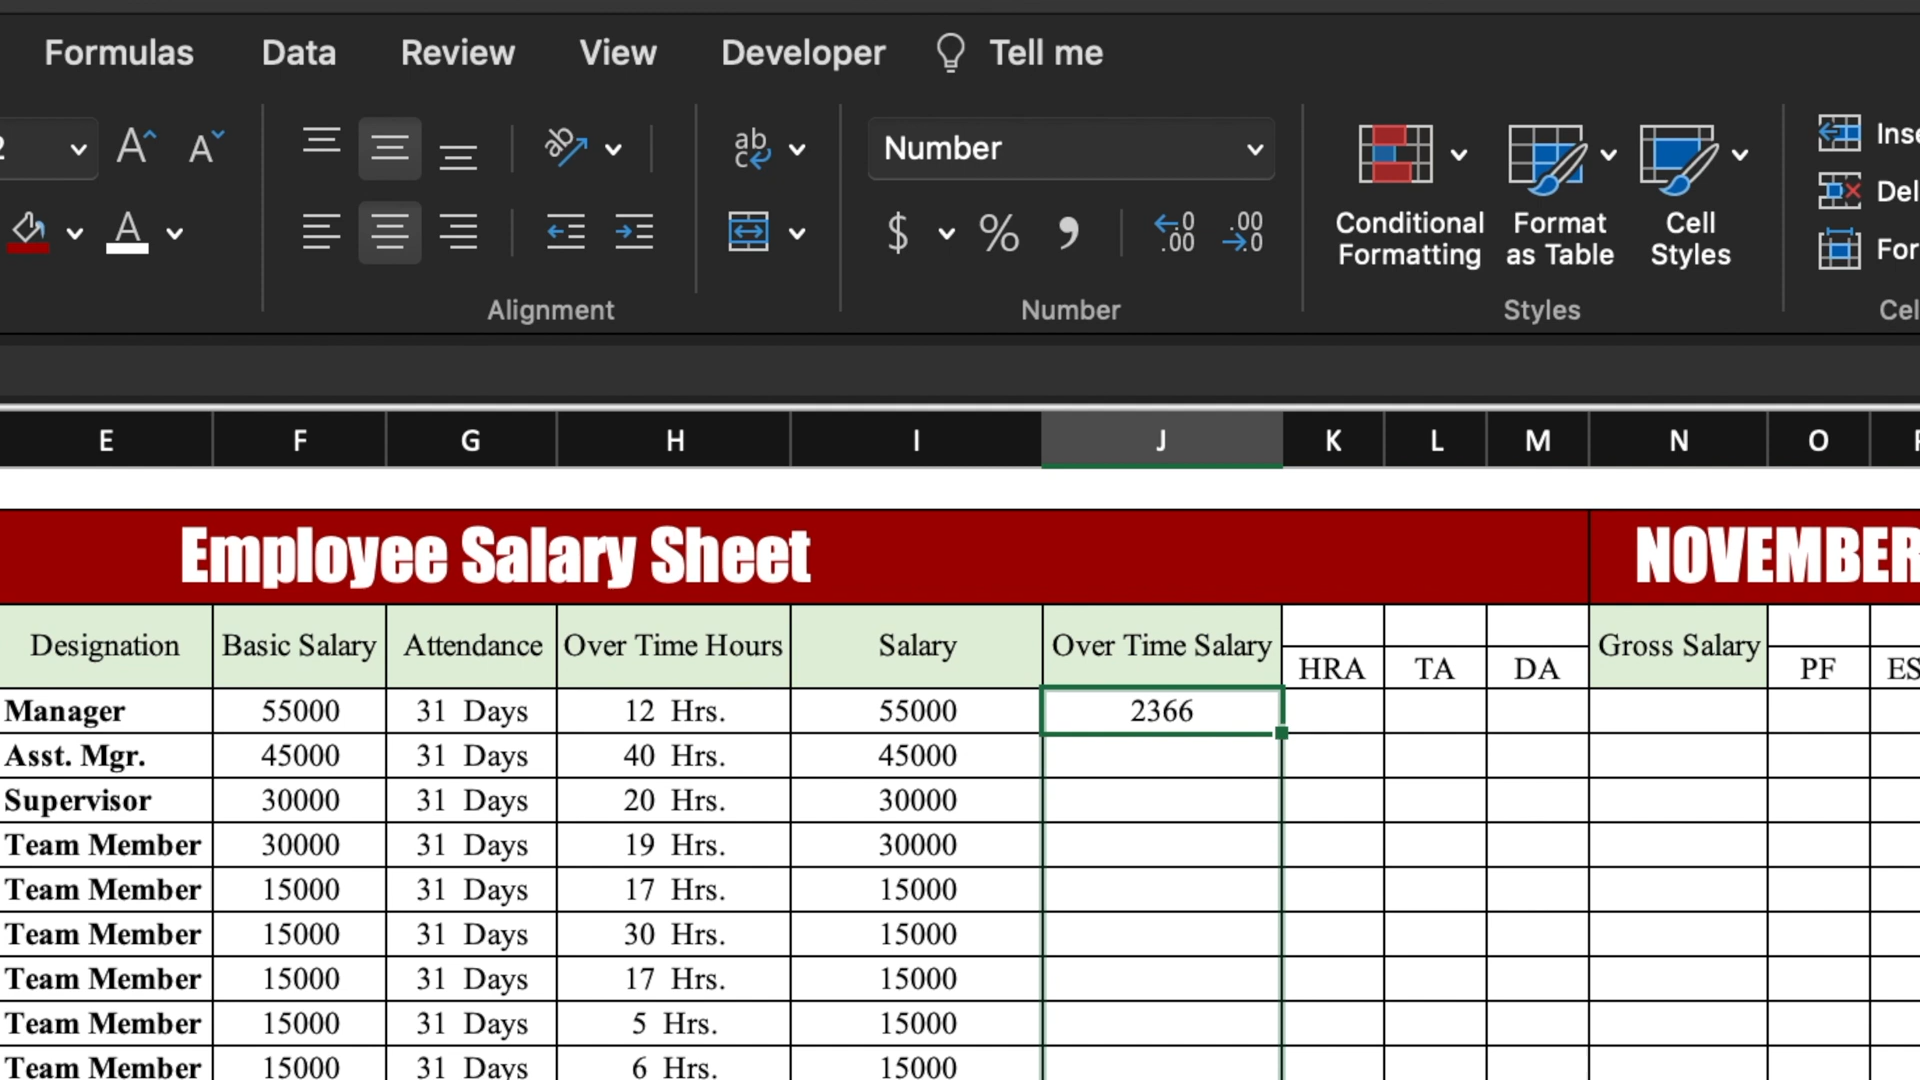 Formulas Data Review View Developer Tell me
Number
$ % , .00 .00
Conditional Formatting Format as Table Cell Styles
Alignment Number Styles
E F G H I J K L M N O
Employee Salary Sheet NOVEMBER
Designation Basic Salary Attendance Over Time Hours Salary Over Time Salary HRA TA DA Gross Salary PF
Manager 55000 31 Days 12 Hrs. 55000 2366
Asst. Mgr. 45000 31 Days 40 Hrs. 45000
Supervisor 30000 31 Days 20 Hrs. 30000
Team Member 30000 31 Days 19 Hrs. 30000
Team Member 15000 31 Days 17 Hrs. 15000
Team Member 15000 31 Days 30 Hrs. 15000
Team Member 15000 31 Days 17 Hrs. 15000
Team Member 15000 31 Days 5 Hrs. 15000
Team Member 15000 31 Days 6 Hrs. 15000